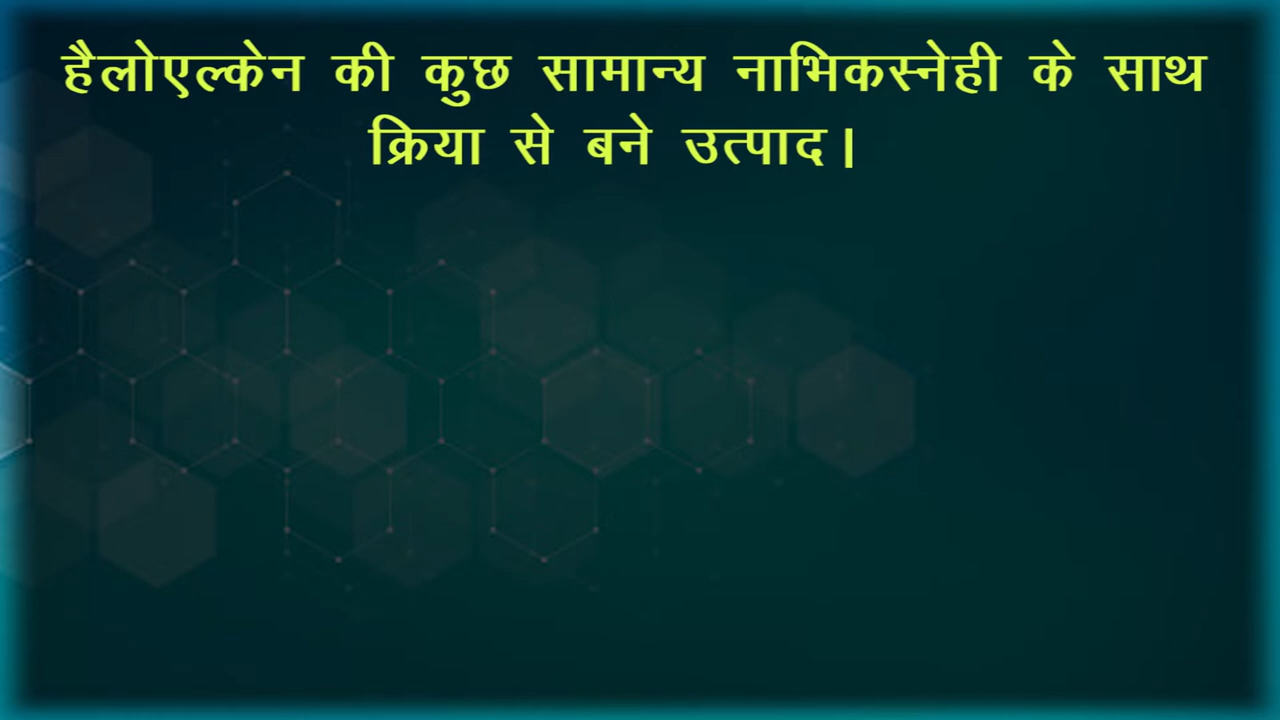 हैलोएल्केन की कुछ सामान्य नाभिकस्नेही के साथ
क्रिया से बने उत्पाद।